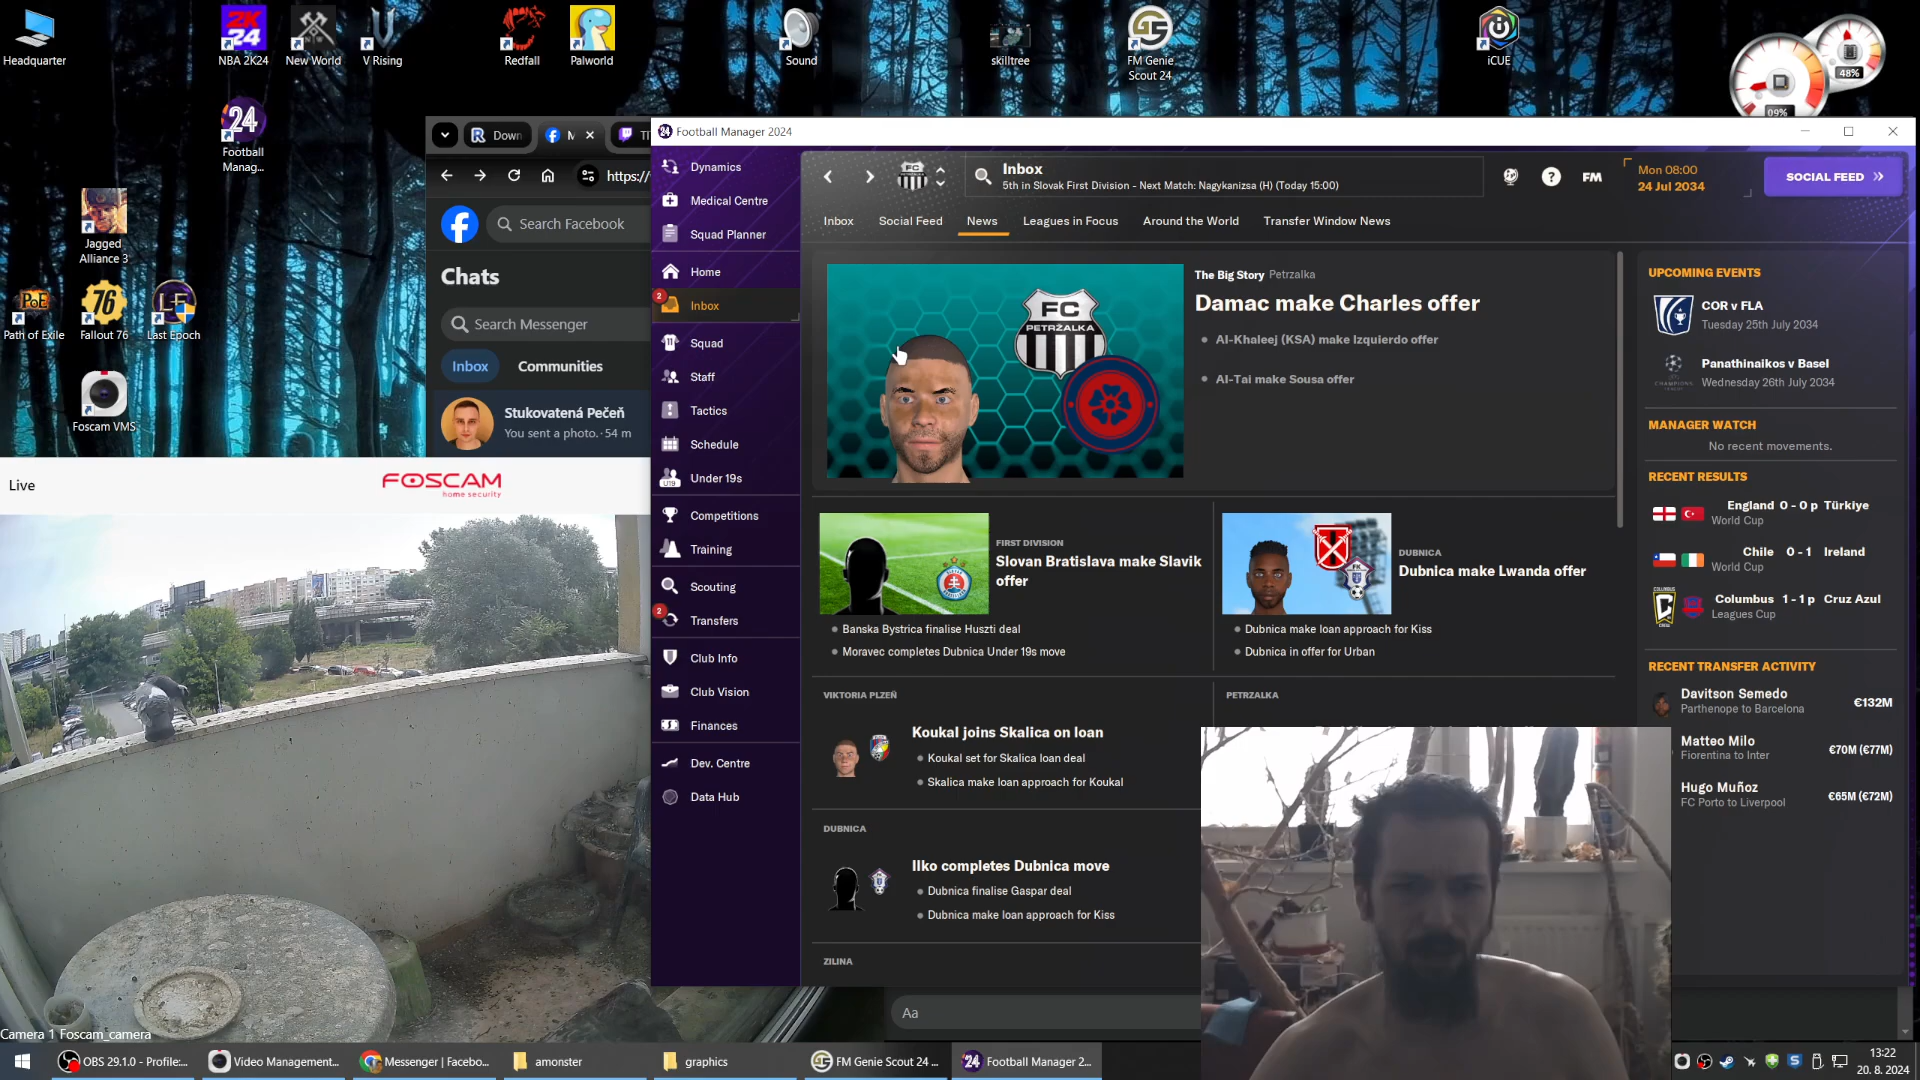 Headquarter
NBA 2K24
New World
V Rising
Redfall
Palworld
Sound
skilltree
FM Genie
Scout 24
iCUE
48%
09%
Football
Manag...
Jagged
Alliance 3
Path of Exile
Fallout 76
Last Epoch
Foscam VMS
Down
https://
Search Facebook
Chats
Search Messenger
Inbox
Communities
Stukovatená Pečeň
You sent a photo. · 54 m
Live
FOSCAM
home security
Camera 1 Foscam_camera
Football Manager 2024
Dynamics
Medical Centre
Squad Planner
Home
2
Inbox
Squad
Staff
Tactics
Schedule
Under 19s
Competitions
Training
Scouting
2
Transfers
Club Info
Club Vision
Finances
Dev. Centre
Data Hub
Inbox
5th in Slovak First Division - Next Match: Nagykanizsa (H) (Today 15:00)
FM
Mon 08:00
24 Jul 2034
SOCIAL FEED
Inbox
Social Feed
News
Leagues in Focus
Around the World
Transfer Window News
FC
PETRŽALKA
The Big Story Petrzalka
Damac make Charles offer
Al-Khaleej (KSA) make Izquierdo offer
Al-Tai make Sousa offer
FIRST DIVISION
Slovan Bratislava make Slavik
offer
Banska Bystrica finalise Huszti deal
Moravec completes Dubnica Under 19s move
DUBNICA
Dubnica make Lwanda offer
Dubnica make loan approach for Kiss
Dubnica in offer for Urban
VIKTORIA PLZEŇ
Koukal joins Skalica on loan
Koukal set for Skalica loan deal
Skalica make loan approach for Koukal
PETRZALKA
DUBNICA
Ilko completes Dubnica move
Dubnica finalise Gaspar deal
Dubnica make loan approach for Kiss
ZILINA
UPCOMING EVENTS
COR v FLA
Tuesday 25th July 2034
Panathinaikos v Basel
Wednesday 26th July 2034
MANAGER WATCH
No recent movements.
RECENT RESULTS
England 0 - 0 p Türkiye
World Cup
Chile 0 - 1 Ireland
World Cup
Columbus 1 - 1 p Cruz Azul
Leagues Cup
RECENT TRANSFER ACTIVITY
Davitson Semedo
Parthenope to Barcelona
€132M
Matteo Milo
Fiorentina to Inter
€70M (€77M)
Hugo Muñoz
FC Porto to Liverpool
€65M (€72M)
Aa
OBS 29.1.0 - Profile:...
Video Management...
Messenger | Facebo...
amonster
graphics
FM Genie Scout 24 ...
Football Manager 2...
13:22
20. 8. 2024